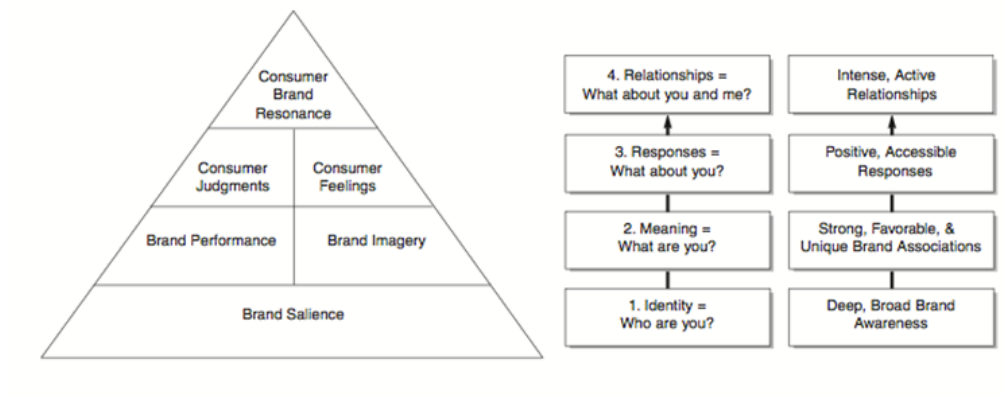 Consumer
Brand
Resonance
Consumer
Judgments
Consumer
Feelings
Brand Performance
Brand Imagery
Brand Salience
4. Relationships =
What about you and me?
3. Responses =
What about you?
2. Meaning =
What are you?
1. Identity =
Who are you?
Intense, Active
Relationships
Positive, Accessible
Responses
Strong, Favorable, &
Unique Brand Associations
Deep, Broad Brand
Awareness